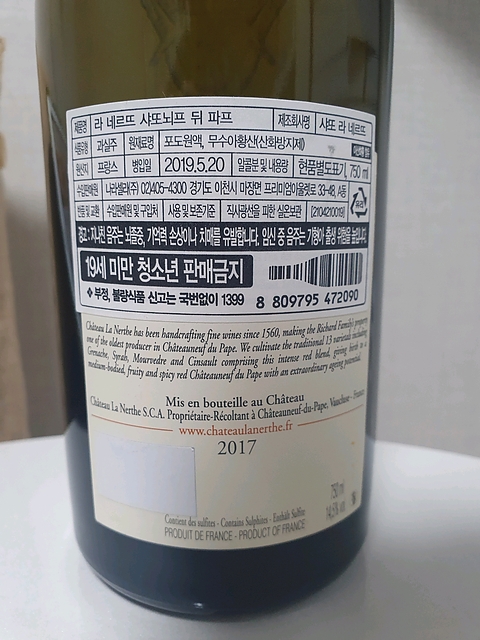 제품명 라 네르뜨 샤또뇌프 뒤 파프 제조회사명 샤또 라 네르뜨
식품유형 과실주 원재료명 포도원액, 무수아황산(산화방지제)
원산지 프랑스 병입일 2019.5.20 알콜분 및 내용량 현품별도표기, 750 ml
수입판매원 나라셀라(주) 02)405-4300 경기도 이천시 마장면 프리미엄아울렛로 33-48, A동
반품 및 교환 수입판매원 및 구입처 사용 및 보존기준 직사광선을 피한 실온보관 [2104210019] 유리
경고 : 지나친 음주는 뇌졸중, 기억력 손상이나 치매를 유발합니다. 임신 중 음주는 기형아 출생 위험을 높입니다.
19세 미만 청소년 판매금지
❖ 부정, 불량식품 신고는 국번없이 1399 8 809795 472090
Château La Nerthe has been handcrafting fine wines since 1560, making the Richard Family's property
one of the oldest producer in Châteauneuf du Pape. We cultivate the traditional 13 varietals including
Grenache, Syrah, Mourvedre and Cinsault comprising this intense red blend, giving birth to a
medium-bodied, fruity and spicy red Châteauneuf du Pape with an extraordinary ageing potential.
Mis en bouteille au Château
Château La Nerthe S.C.A. Propriétaire-Récoltant à Châteauneuf-du-Pape, Vaucluse - France
www.chateaulanerthe.fr
2017
750 ml
14,5% vol
Contient des sulfites - Contains Sulphites - Enthält Sulfite
PRODUIT DE FRANCE - PRODUCT OF FRANCE